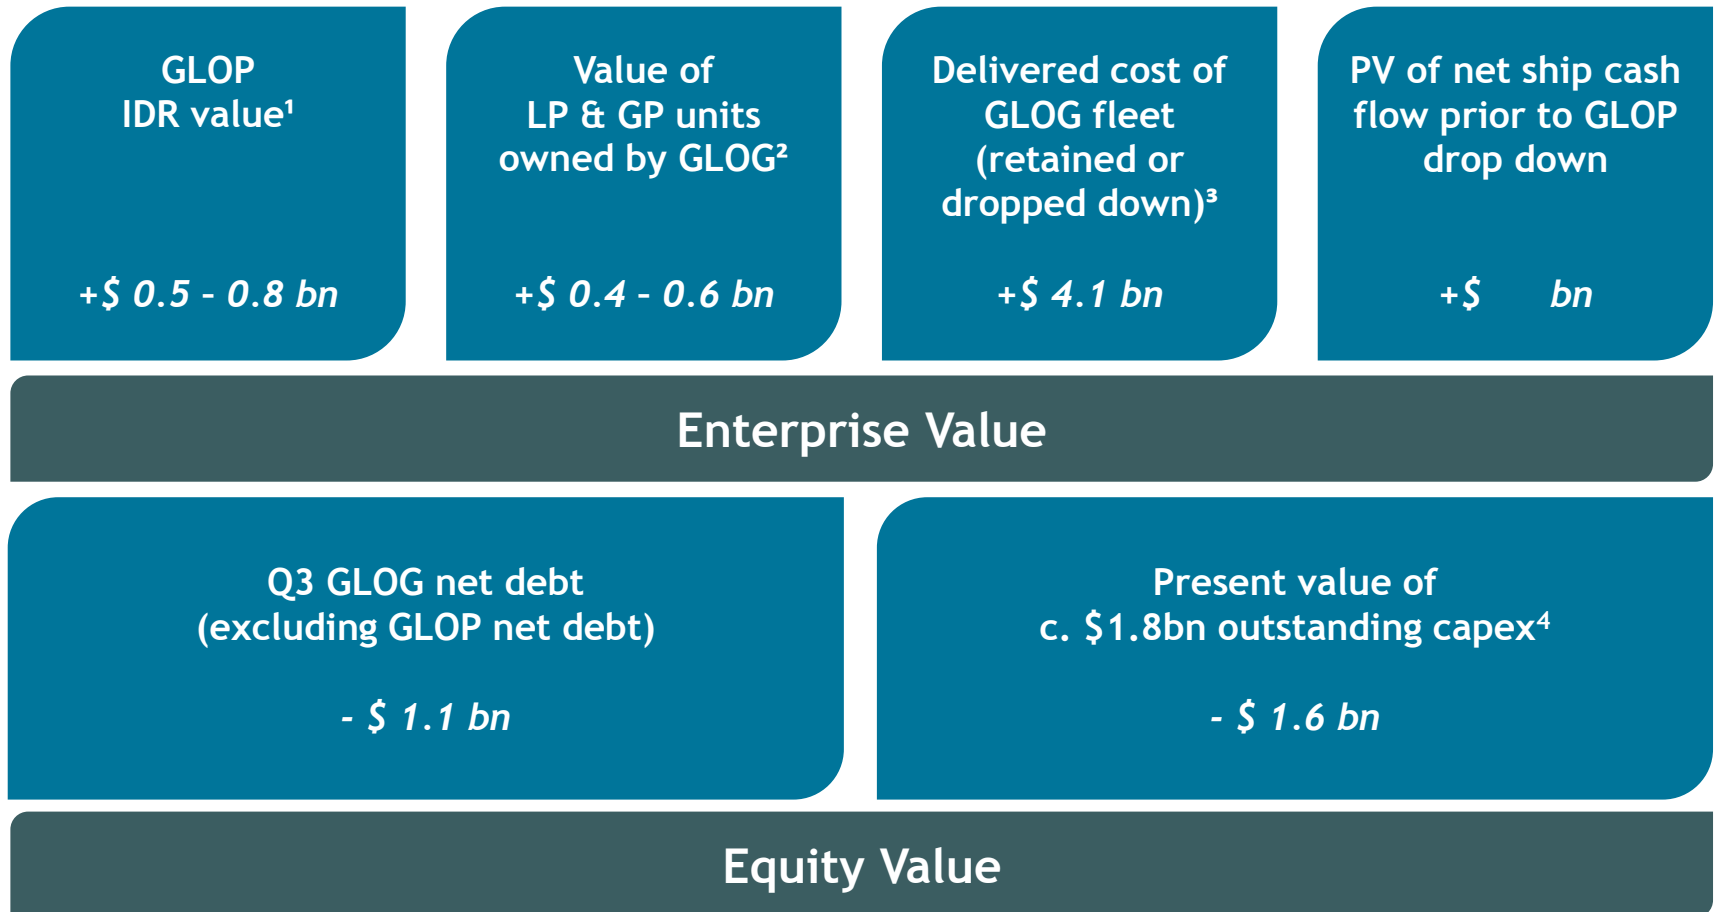 GLOP
IDR value¹
+$ 0.5 – 0.8 bn
Value of
LP & GP units
owned by GLOG²
+$ 0.4 – 0.6 bn
Delivered cost of
GLOG fleet
(retained or
dropped down)³
+$ 4.1 bn
PV of net ship cash
flow prior to GLOP
drop down
+$ bn
Enterprise Value
Q3 GLOG net debt
(excluding GLOP net debt)
- $ 1.1 bn
Present value of
c. $1.8bn outstanding capex⁴
- $ 1.6 bn
Equity Value